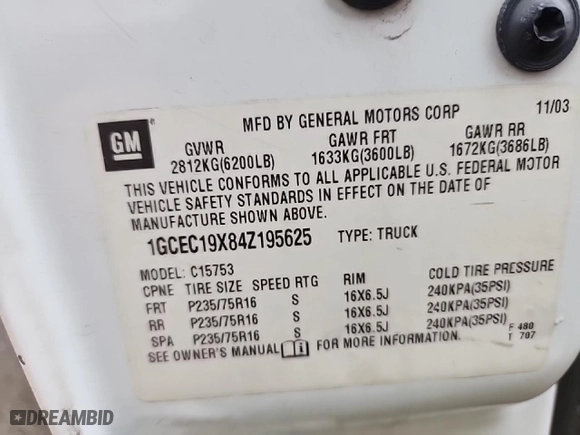 MFD BY GENERAL MOTORS CORP 11/03
GM
GVWR GAWR FRT GAWR RR
2812KG(6200LB) 1633KG(3600LB) 1672KG(3686LB)
THIS VEHICLE CONFORMS TO ALL APPLICABLE U.S. FEDERAL MOTOR
VEHICLE SAFETY STANDARDS IN EFFECT ON THE DATE OF
MANUFACTURE SHOWN ABOVE.
1GCEC19X84Z195625 TYPE: TRUCK
MODEL: C15753
CPNE TIRE SIZE SPEED RTG RIM COLD TIRE PRESSURE
FRT P235/75R16 S 16X6.5J 240KPA(35PSI)
RR P235/75R16 S 16X6.5J 240KPA(35PSI)
SPA P235/75R16 S 16X6.5J 240KPA(35PSI)
SEE OWNER'S MANUAL i FOR MORE INFORMATION.
F 480
T 707
DREAMBID